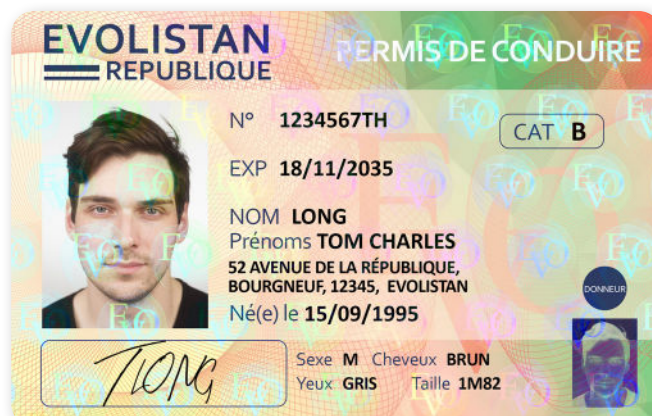 EVOLISTAN
REPUBLIQUE
PERMIS DE CONDUIRE
N° 1234567TH
CAT B
EXP 18/11/2035
NOM LONG
Prénoms TOM CHARLES
52 AVENUE DE LA RÉPUBLIQUE,
BOURGNEUF, 12345, EVOLISTAN
Né(e) le 15/09/1995
DONNEUR
TLONG
Sexe M Cheveux BRUN
Yeux GRIS Taille 1M82